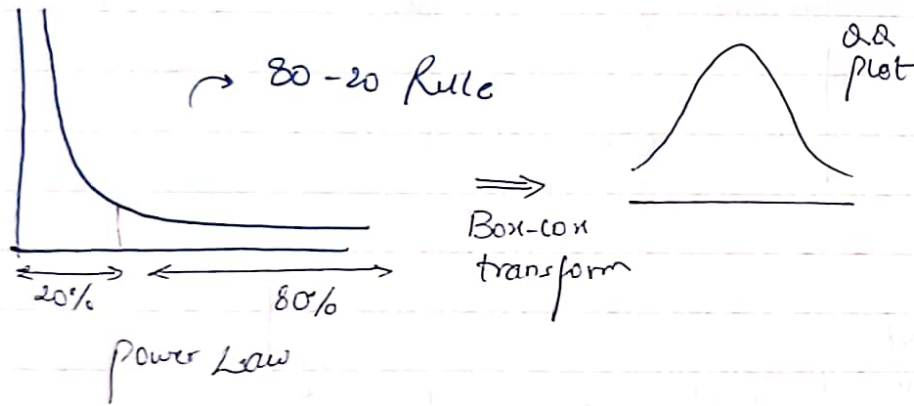 80-20 Rule
QQ
plot
Box-cox
transform
20%
80%
Power Law